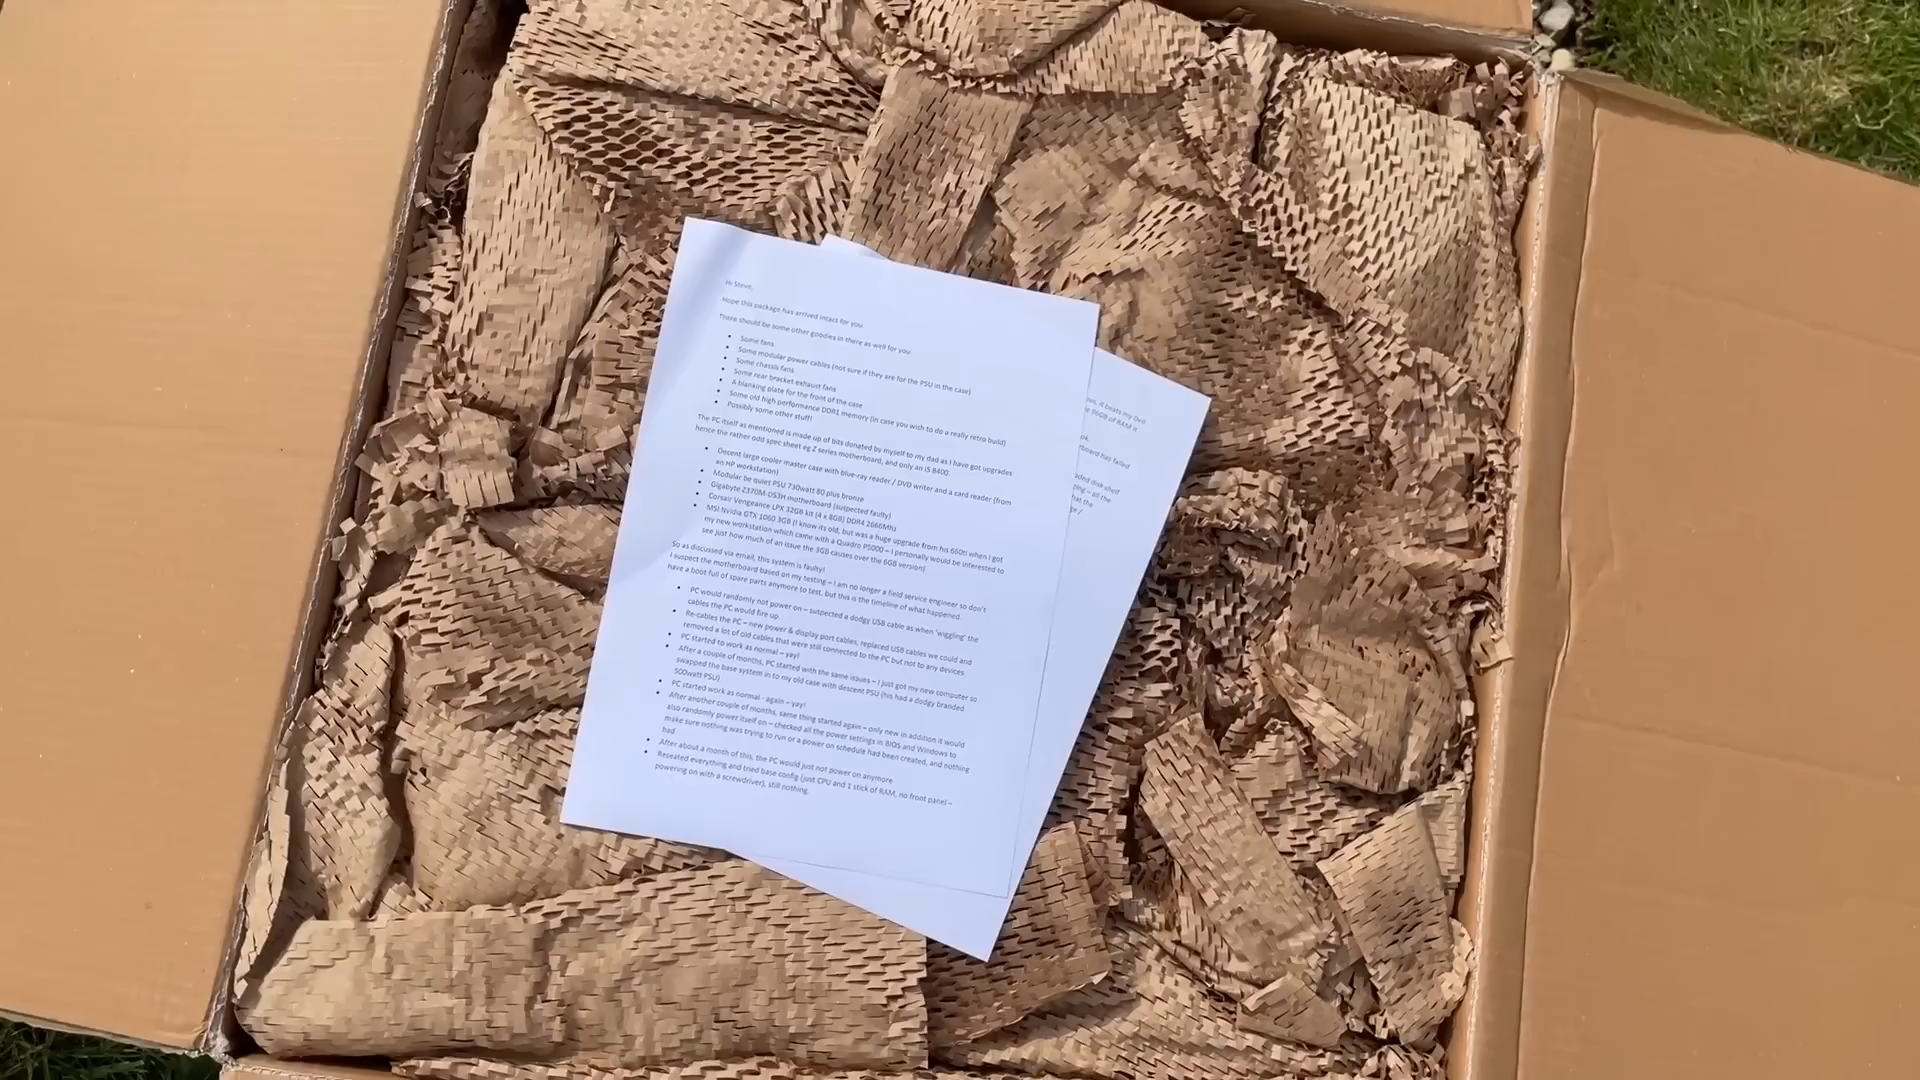 Hi Steve,
Hope this package has arrived intact for you.
There should be some other goodies in there as well for you:
• Some fans
• Some modular power cables (not sure if they are for the PSU in the case)
• Some chassis fans
• Some rear bracket exhaust fans
• A blanking plate for the front of the case
• Some old high performance DDR1 memory (in case you wish to do a really retro build)
• Possibly some other stuff!
The PC itself as mentioned is made up of bits donated by myself to my dad as I have got upgrades
hence the rather odd spec sheet eg Z series motherboard, and only an i5 8400:
• Decent large cooler master case with blue-ray reader / DVD writer and a card reader (from
an HP workstation)
• Modular be quiet PSU 730watt 80 plus bronze
• Gigabyte Z370M-DS3H motherboard (suspected faulty)
• Corsair Vengeance LPX 32GB kit (4 x 8GB) DDR4 2666Mhz
• MSI Nvidia GTX 1060 3GB (I know its old, but was a huge upgrade from his 660ti when I got
my new workstation which came with a Quadro P5000 – I personally would be interested to
see just how much of an issue the 3GB causes over the 6GB version)
So as discussed via email, this system is faulty!
I suspect the motherboard based on my testing – I am no longer a field service engineer so don't
have a boot full of spare parts anymore to test, but this is the timeline of what happened.
• PC would randomly not power on – suspected a dodgy USB cable as when 'wiggling' the
cables the PC would fire up.
• Re-cables the PC – new power & display port cables, replaced USB cables we could and
removed a lot of old cables that were still connected to the PC but not to any devices
• PC started to work as normal – yay!
• After a couple of months, PC started with the same issues – I just got my new computer so
swapped the base system in to my old case with descent PSU (his had a dodgy branded
500watt PSU)
• PC started work as normal - again – yay!
• After another couple of months, same thing started again – only new in addition it would
also randomly power itself on – checked all the power settings in BIOS and Windows to
make sure nothing was trying to run or a power on schedule had been created, and nothing
had
• After about a month of this, the PC would just not power on anymore
• Reseated everything and tried base config (just CPU and 1 stick of RAM, no front panel –
powering on with a screwdriver), still nothing.
it beats my Dell
96GB of RAM it
ok.
board has failed
disk shelf
all the
that the